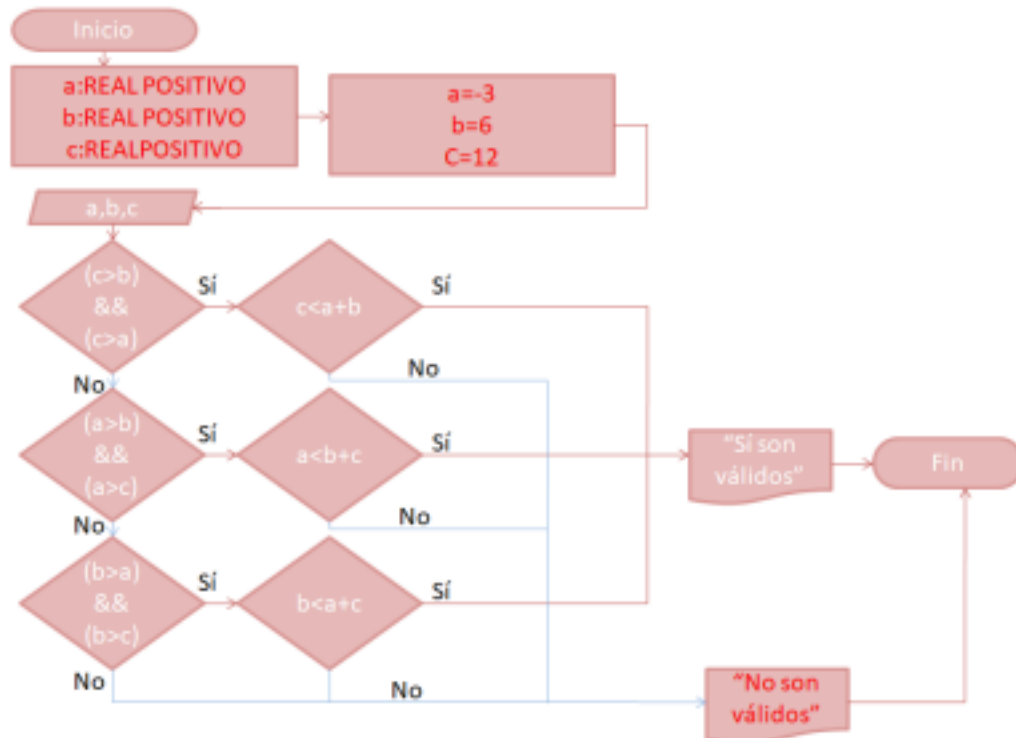 Inicio
a:REAL POSITIVO
b:REAL POSITIVO
c:REALPOSITIVO
a=-3
b=6
C=12
a,b,c
(c>b)
&&
(c>a)
Sí
c<a+b
Sí
No
No
(a>b)
&&
(a>c)
Sí
a<b+c
Sí
No
No
(b>a)
&&
(b>c)
Sí
b<a+c
Sí
No
No
“Sí son
válidos”
Fin
“No son
válidos”